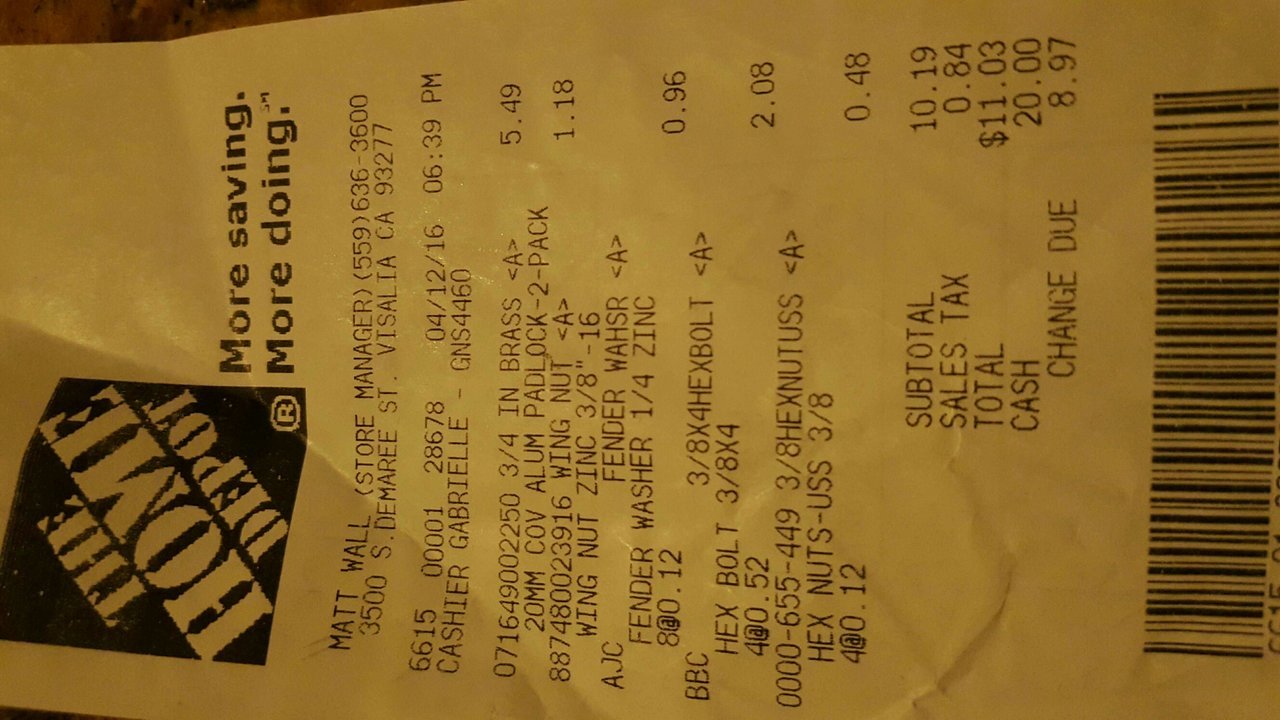 THE
HOME
DEPOT
®
More saving.
More doing.℠
MATT WALL (STORE MANAGER)(559)636-3600
3500 S.DEMAREE ST. VISALIA CA 93277
6615 00001 28678 04/12/16 06:39 PM
CASHIER GABRIELLE - GNS4460
071649002250 3/4 IN BRASS <A> 5.49
20MM COV ALUM PADLOCK-2-PACK
887480023916 WING NUT <A> 1.18
WING NUT ZINC 3/8"-16
AJC FENDER WAHSR <A>
FENDER WASHER 1/4 ZINC
8@0.12 0.96
BBC 3/8X4HEXBOLT <A>
HEX BOLT 3/8X4
4@0.52 2.08
0000-655-449 3/8HEXNUTUSS <A>
HEX NUTS-USS 3/8
4@0.12 0.48
SUBTOTAL 10.19
SALES TAX 0.84
TOTAL $11.03
CASH 20.00
CHANGE DUE 8.97